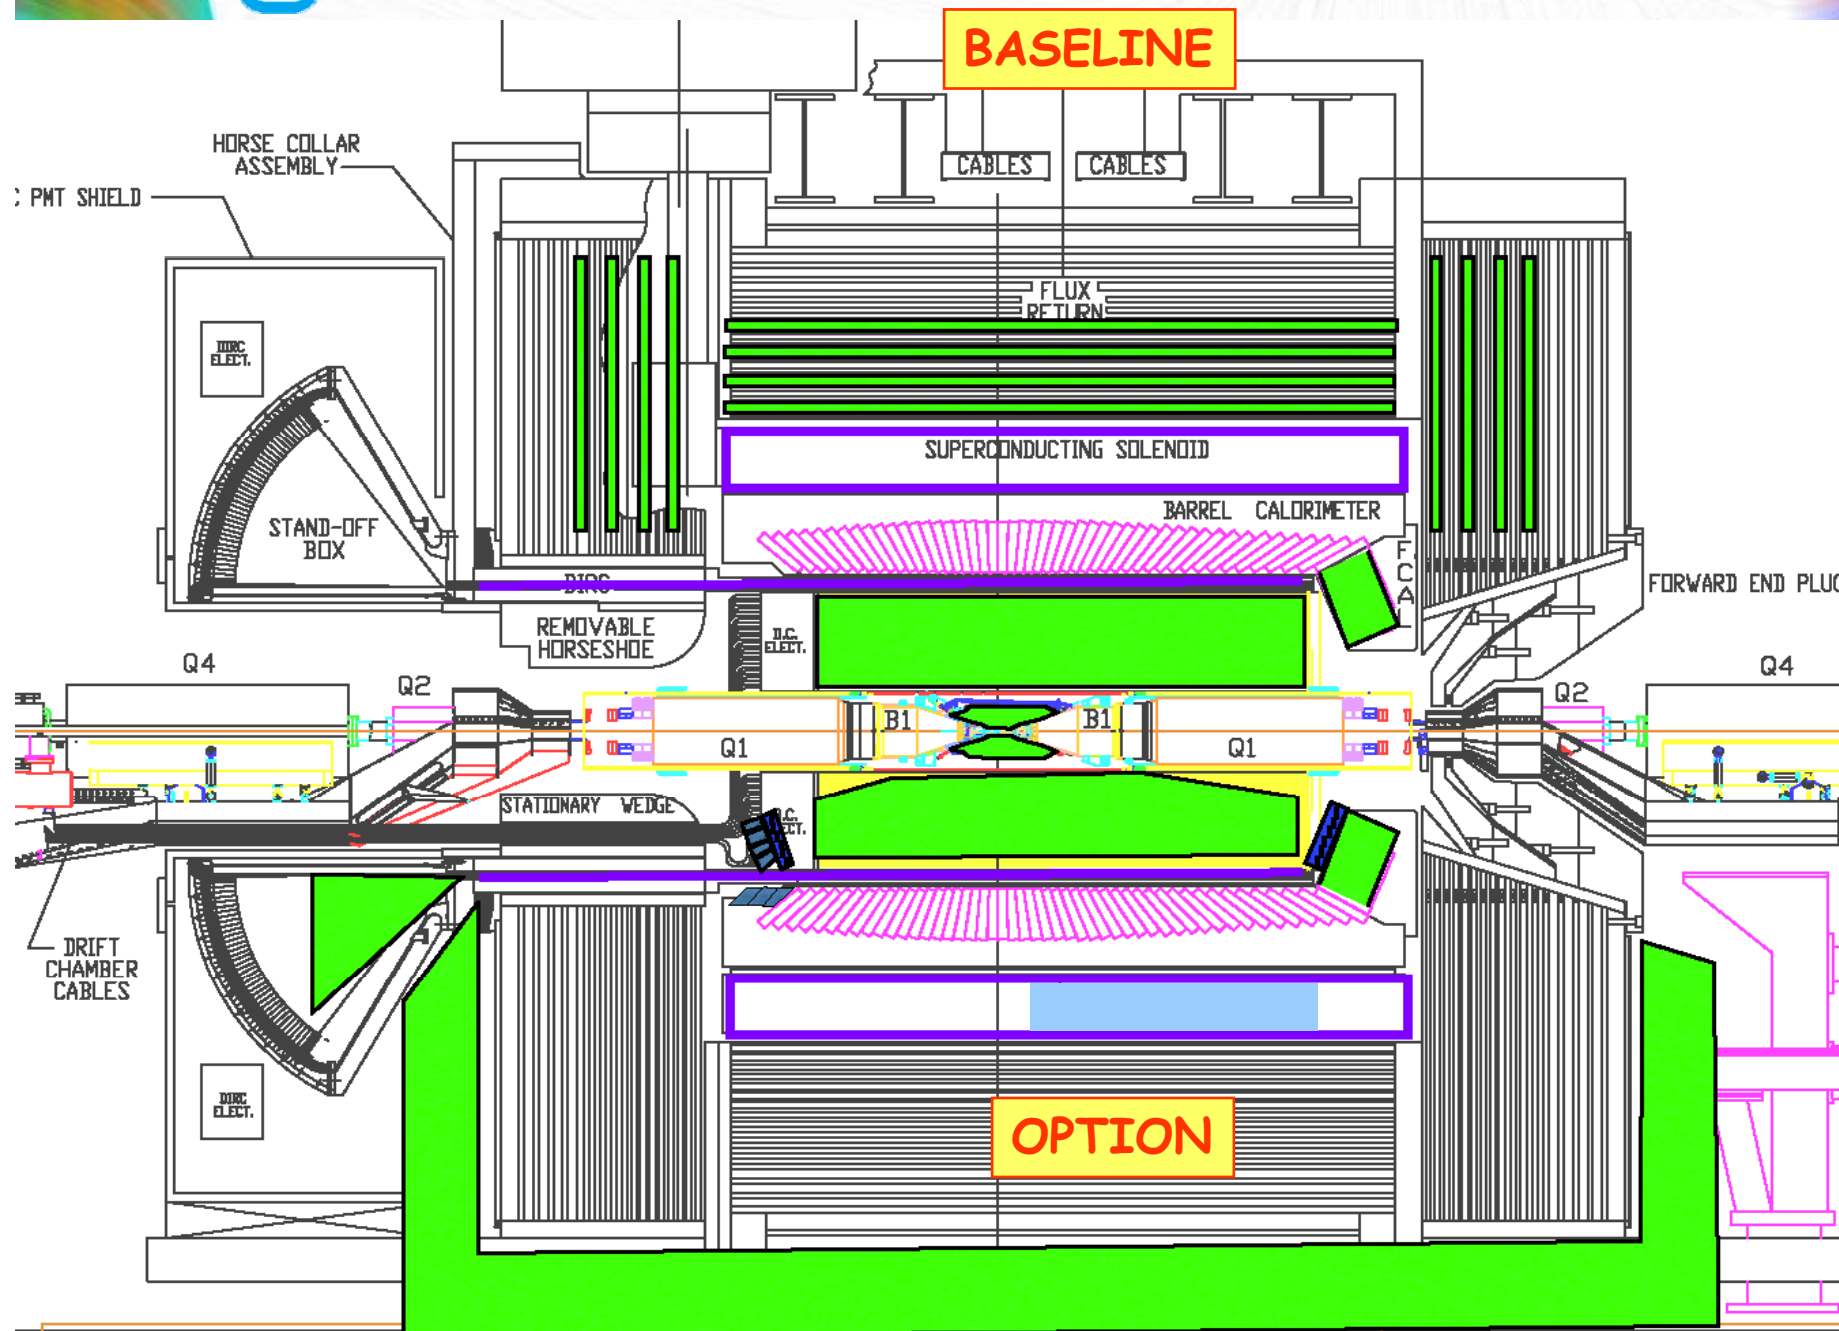 BASELINE
HORSE COLLAR
ASSEMBLY
CABLES
CABLES
C PMT SHIELD
FLUX
RETURN
DIRC
ELECT.
SUPERCONDUCTING SOLENOID
BARREL CALORIMETER
STAND-OFF
BOX
F
C
A
L
DIRC
FORWARD END PLUG
REMOVABLE
HORSESHOE
D.C.
ELECT.
Q4
Q2
Q4
Q2
B1
B1
Q1
Q1
STATIONARY WEDGE
D.C.
ELECT.
DRIFT
CHAMBER
CABLES
DIRC
ELECT.
OPTION